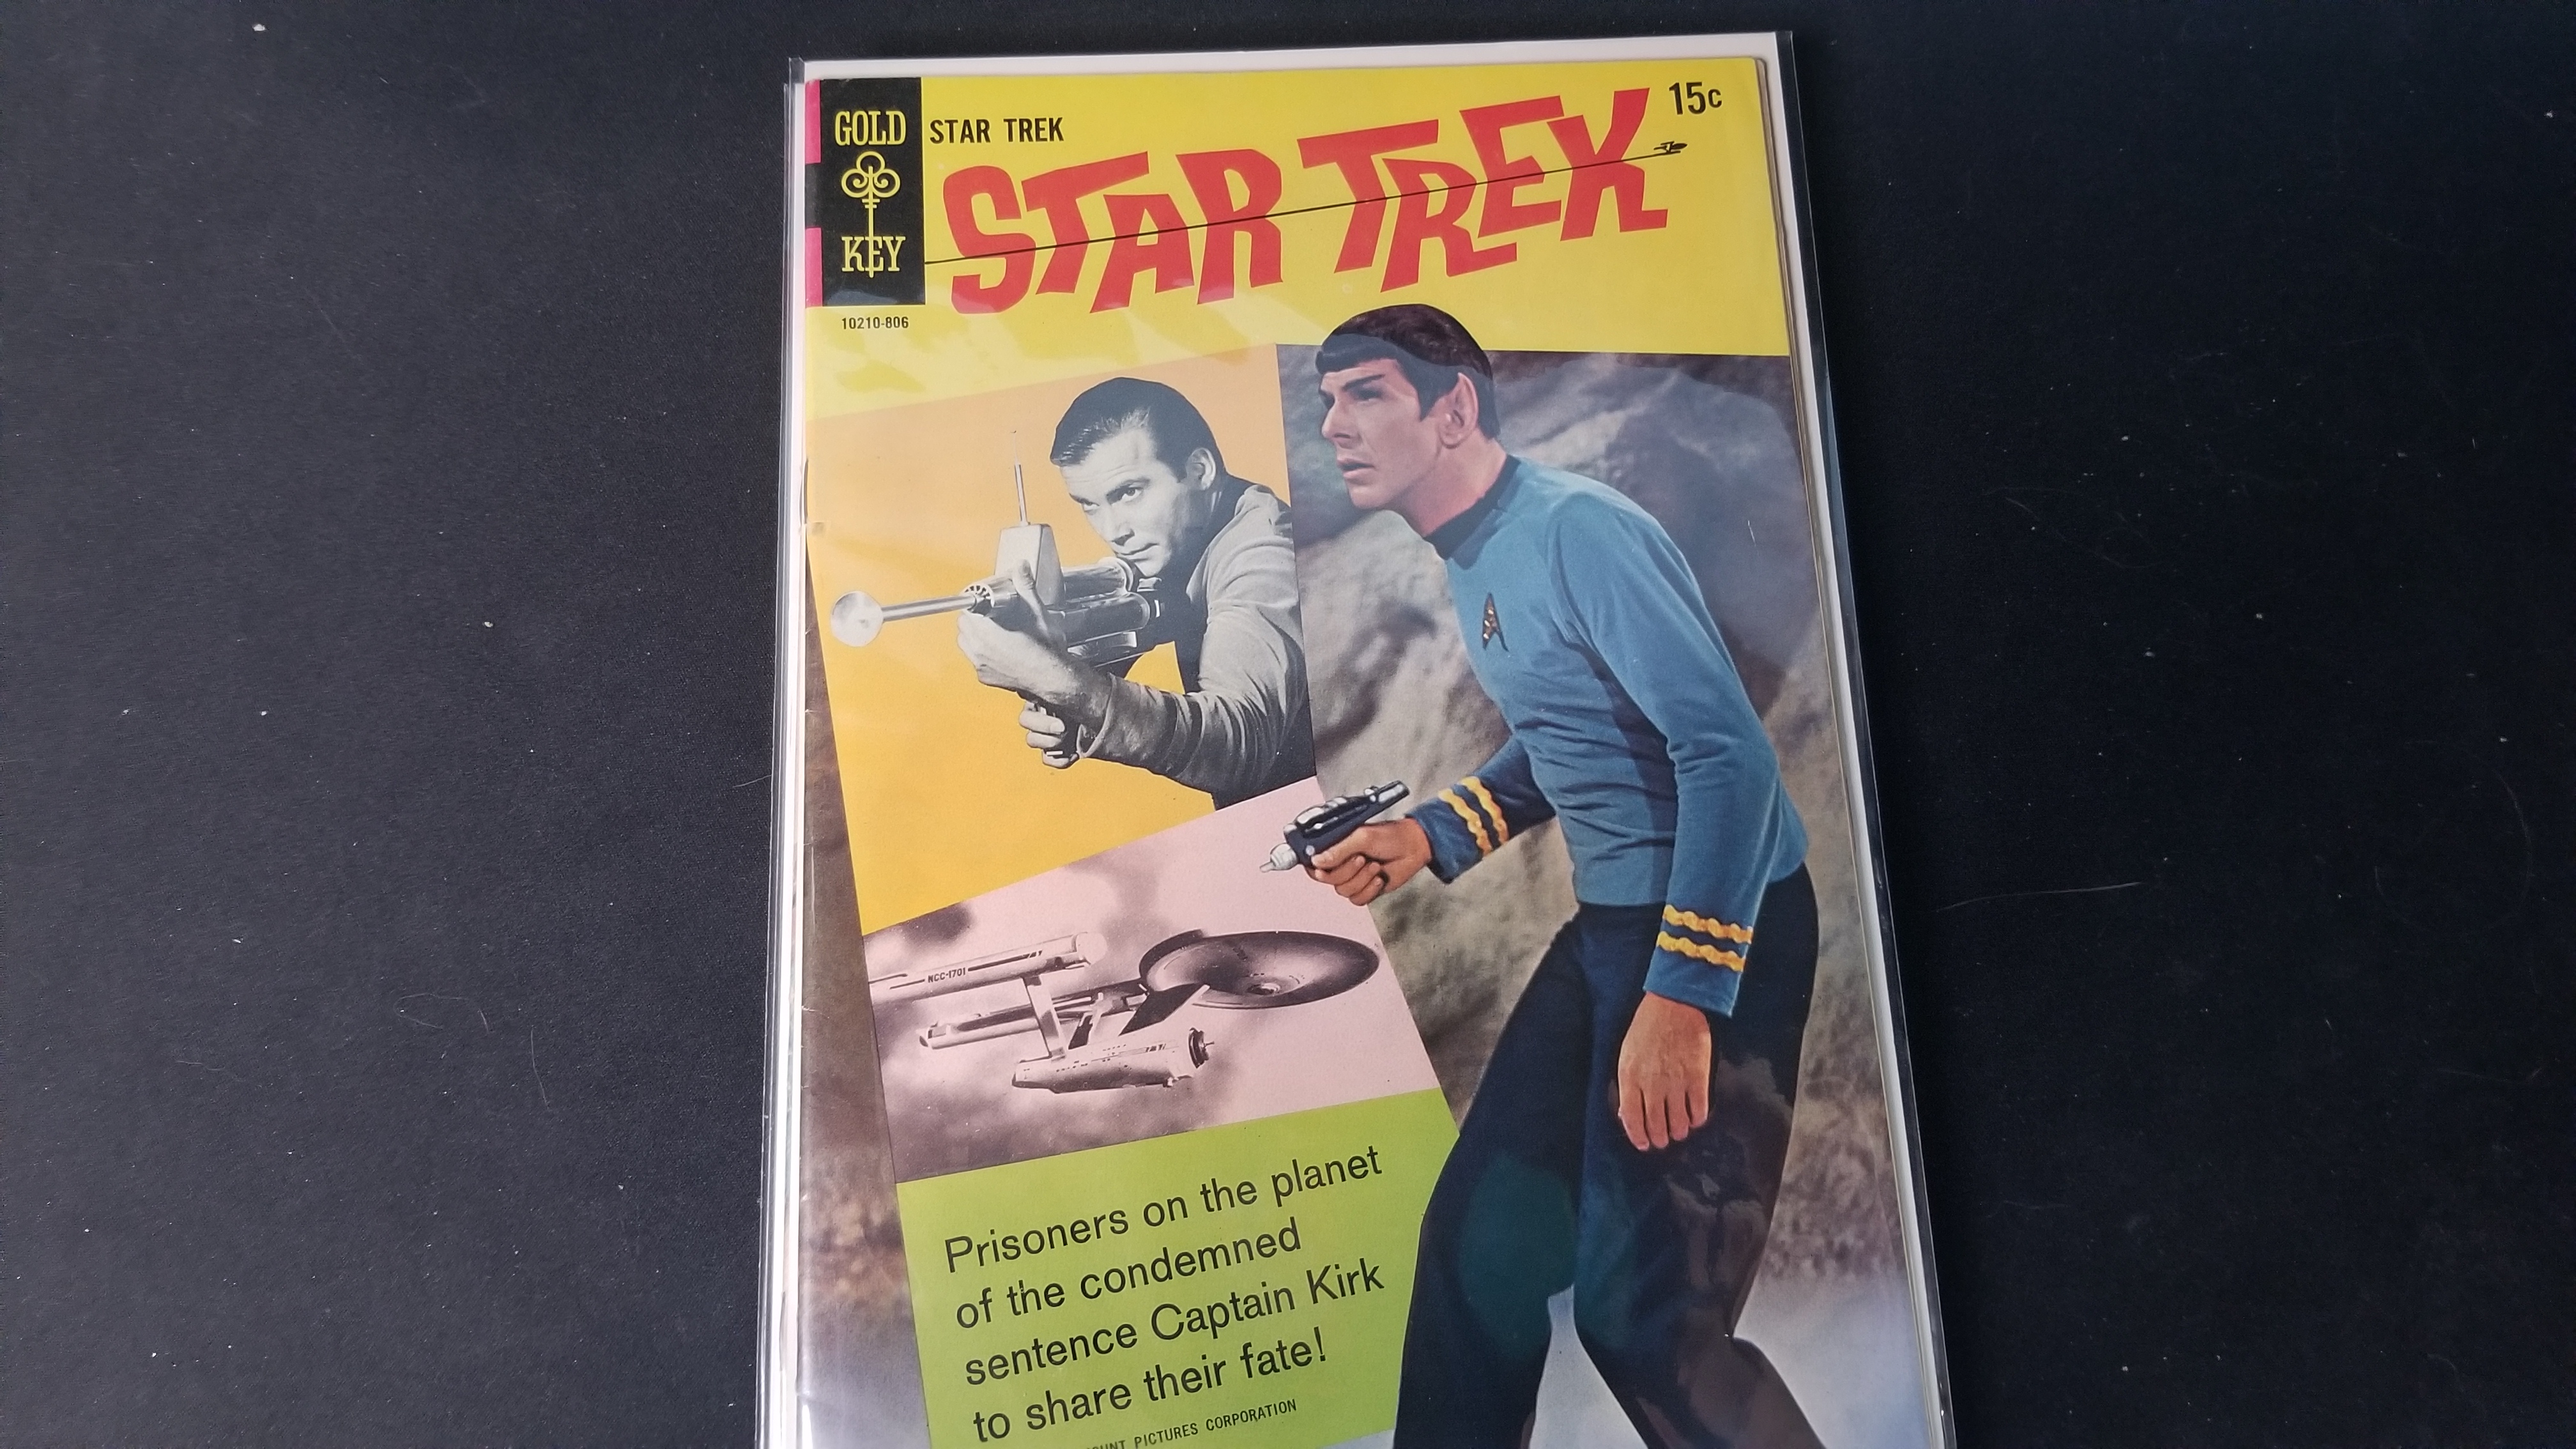 GOLD
KEY
STAR TREK
15c
STAR TREK
10210-806
NCC-1701
Prisoners on the planet
of the condemned
sentence Captain Kirk
to share their fate!
PICTURES CORPORATION